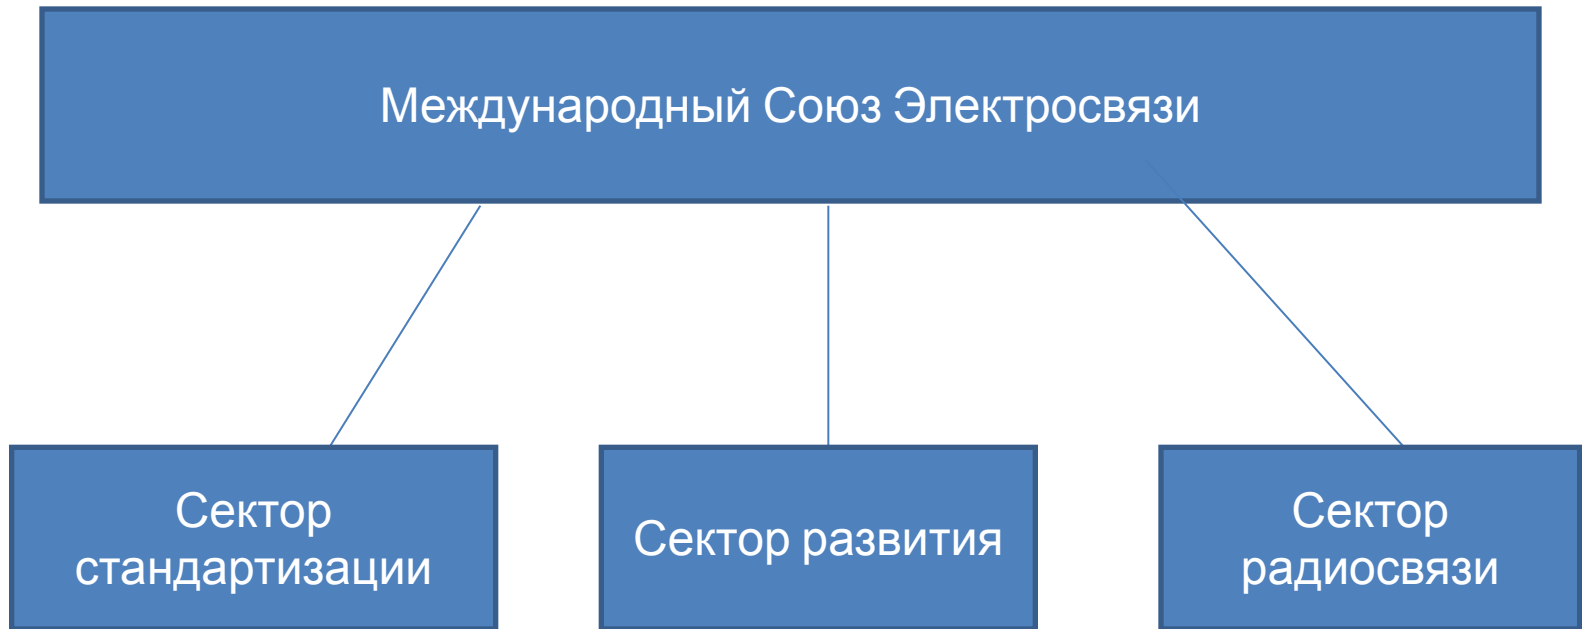 Международный Союз Электросвязи
Сектор
стандартизации
Сектор развития
Сектор
радиосвязи